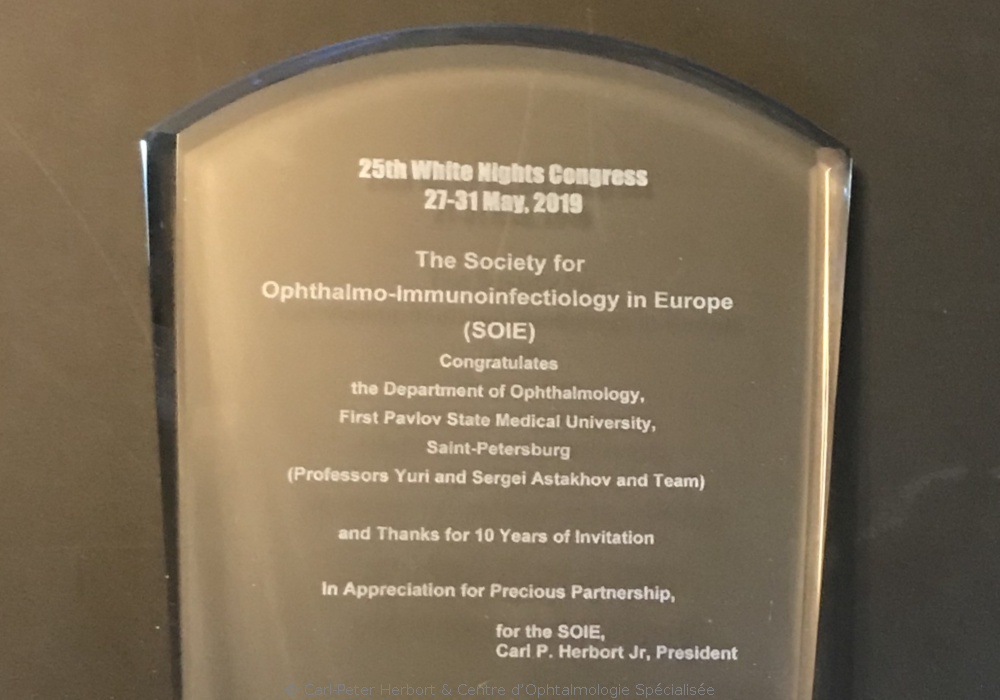 25th White Nights Congress
27-31 May, 2019
The Society for
Ophthalmo-Immunoinfectiology in Europe
(SOIE)
Congratulates
the Department of Ophthalmology,
First Pavlov State Medical University,
Saint-Petersburg
(Professors Yuri and Sergei Astakhov and Team)
and Thanks for 10 Years of Invitation
In Appreciation for Precious Partnership,
for the SOIE,
Carl P. Herbort Jr, President
© Carl-Peter Herbort & Centre d'Ophtalmologie Spécialisée